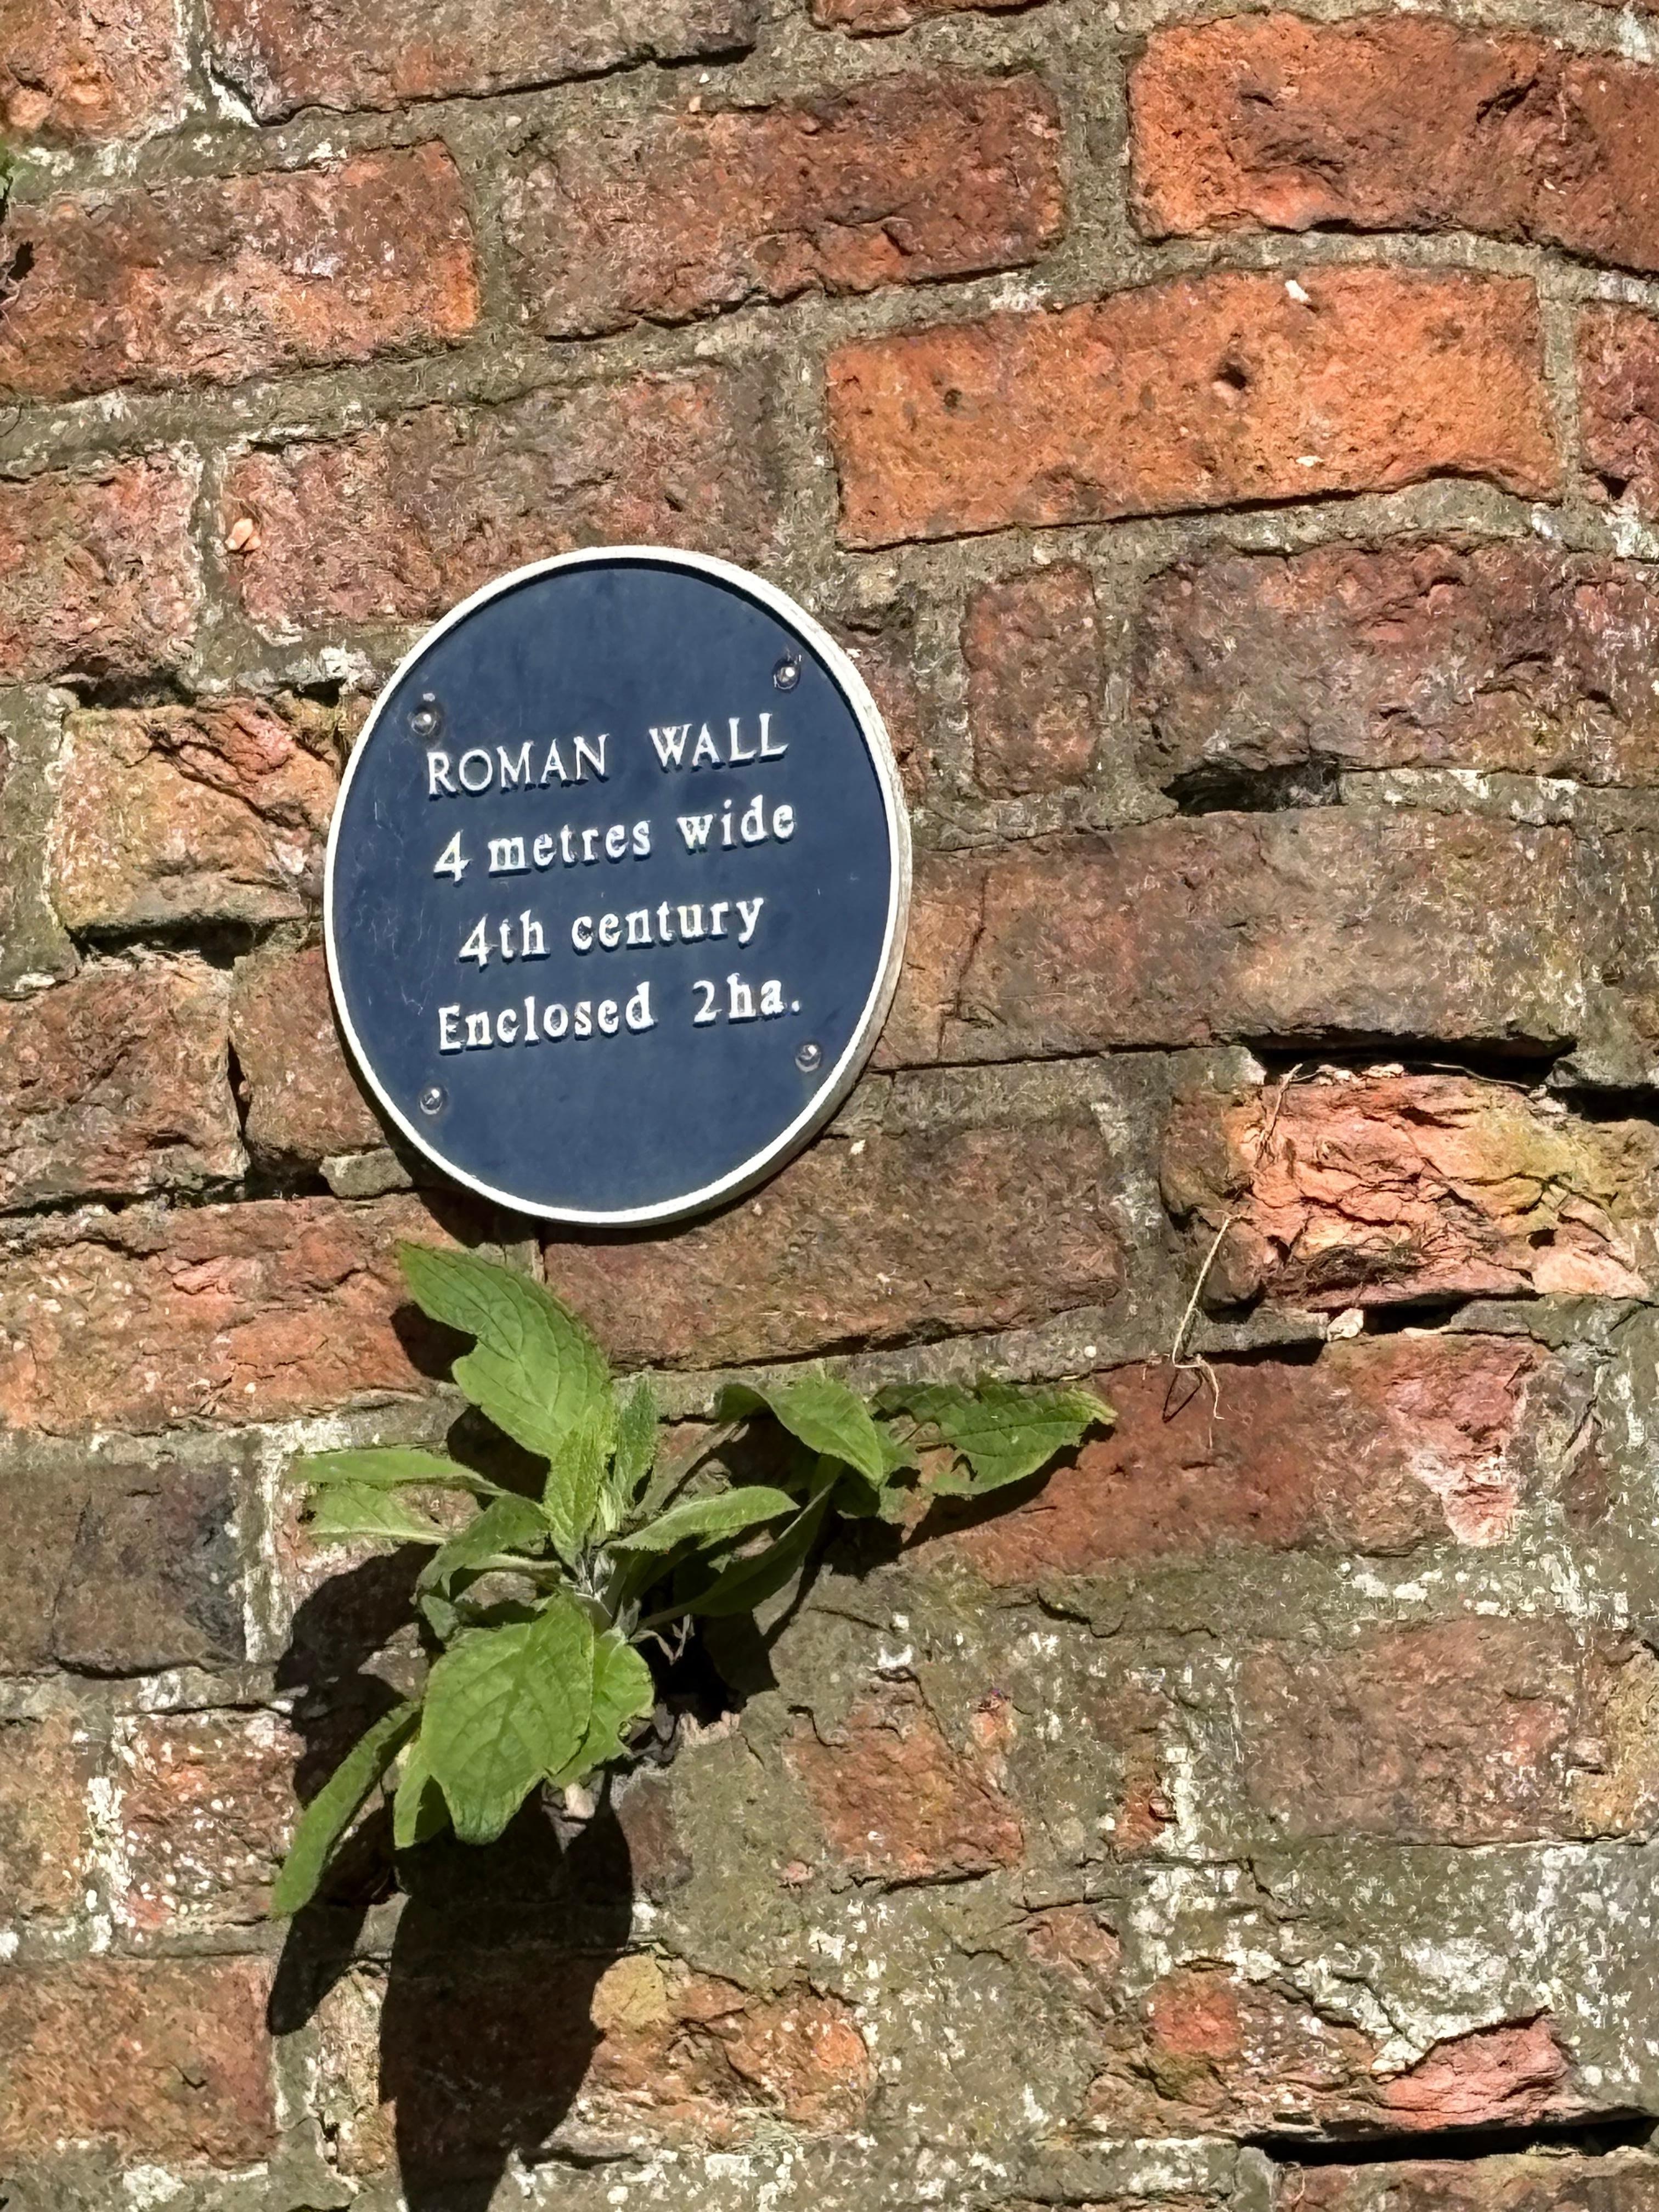 ROMAN WALL
4 metres wide
4th century
Enclosed 2ha.